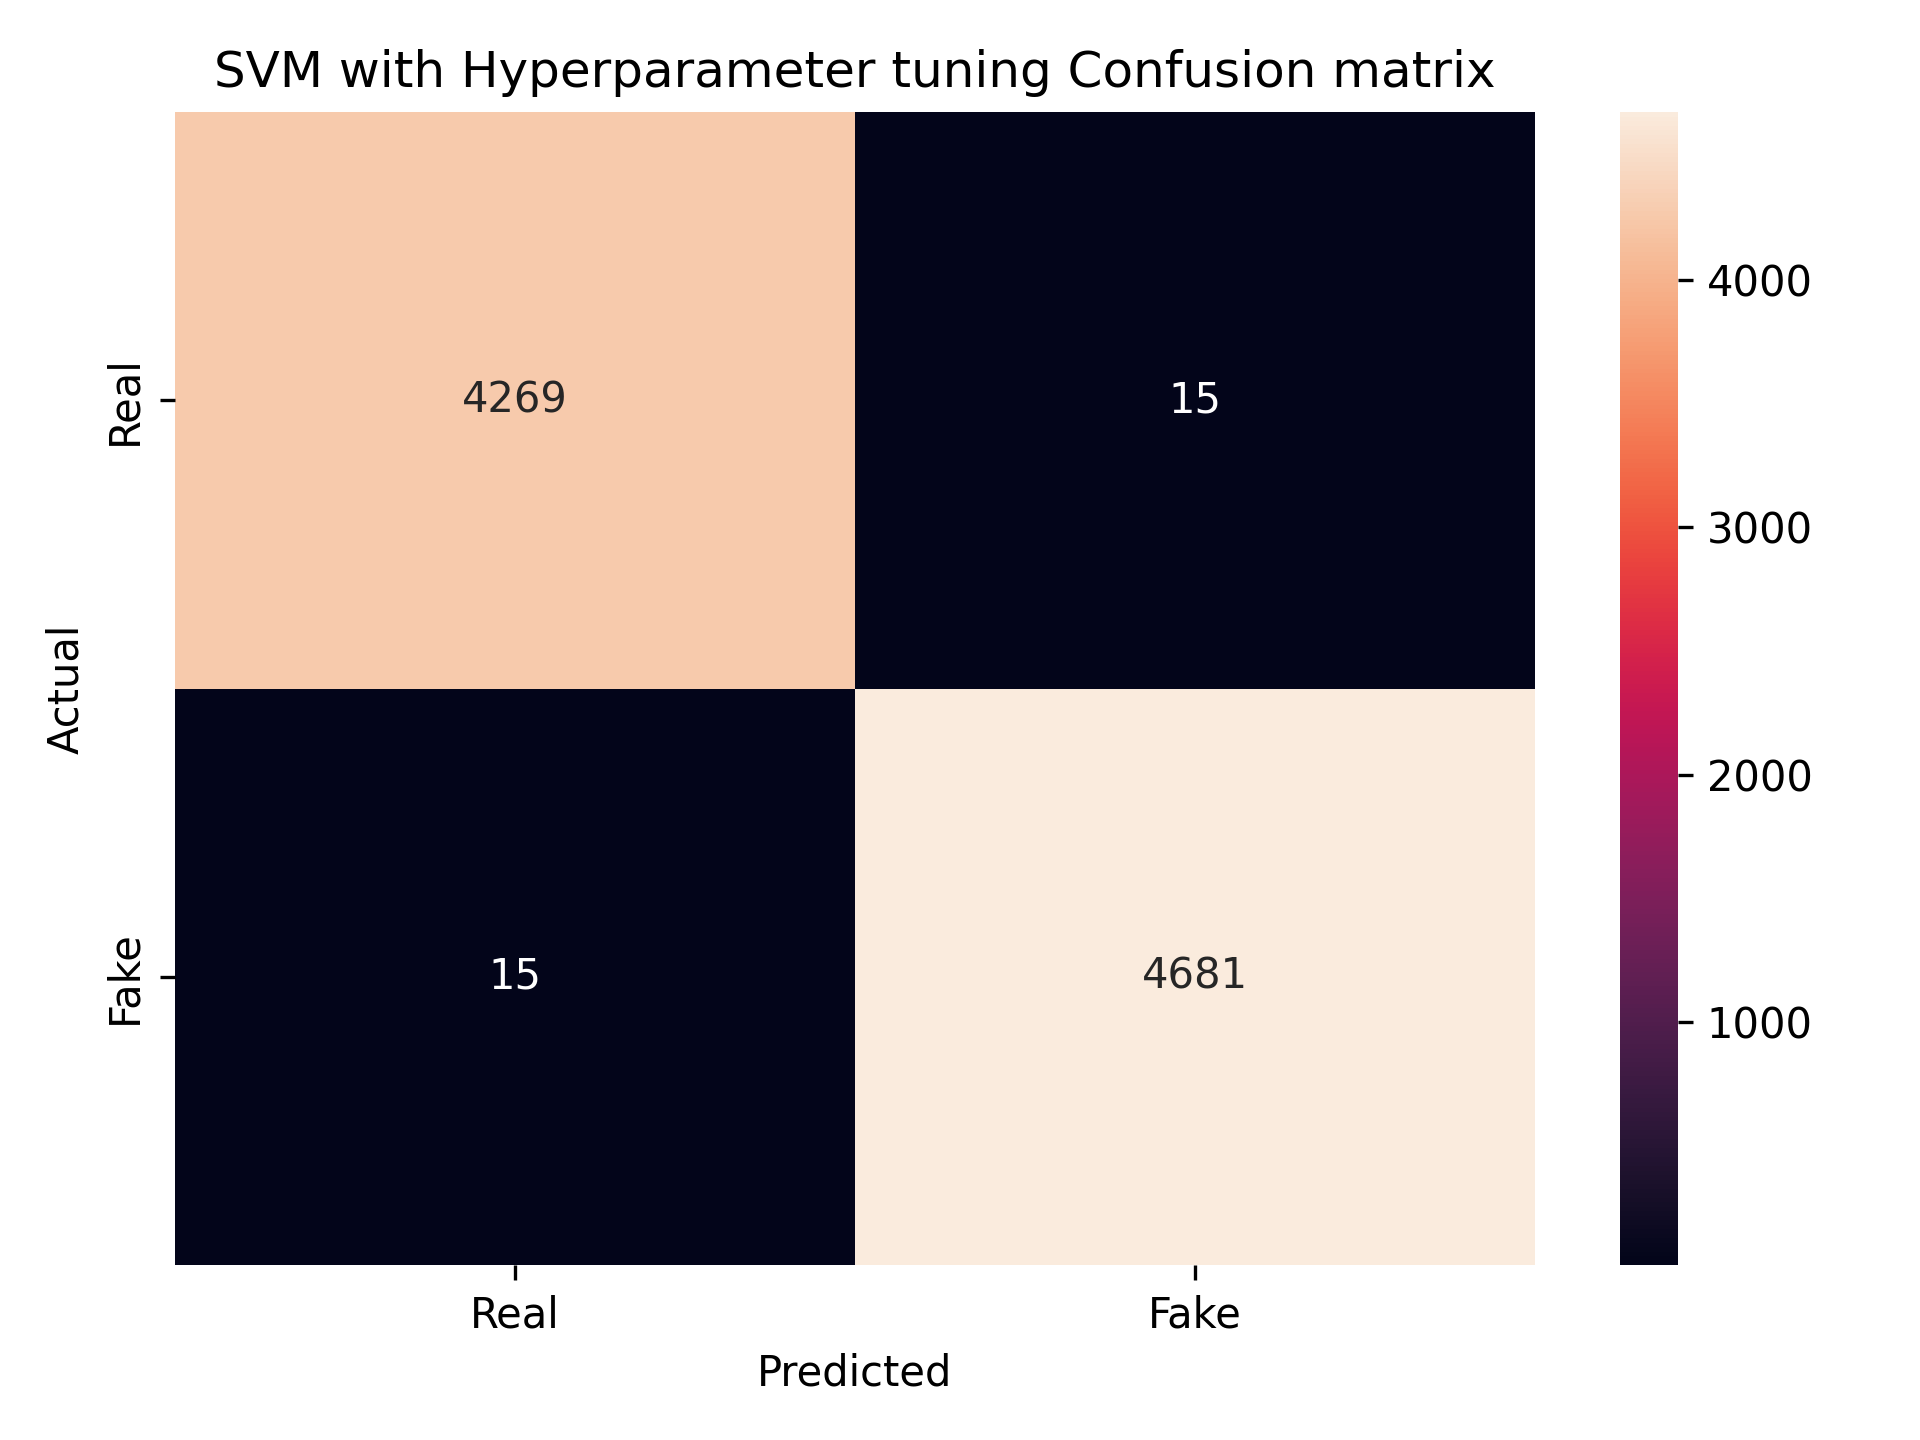 SVM with Hyperparameter tuning Confusion matrix
Actual
Real
Fake
4269
15
15
4681
Real
Fake
Predicted
4000
3000
2000
1000